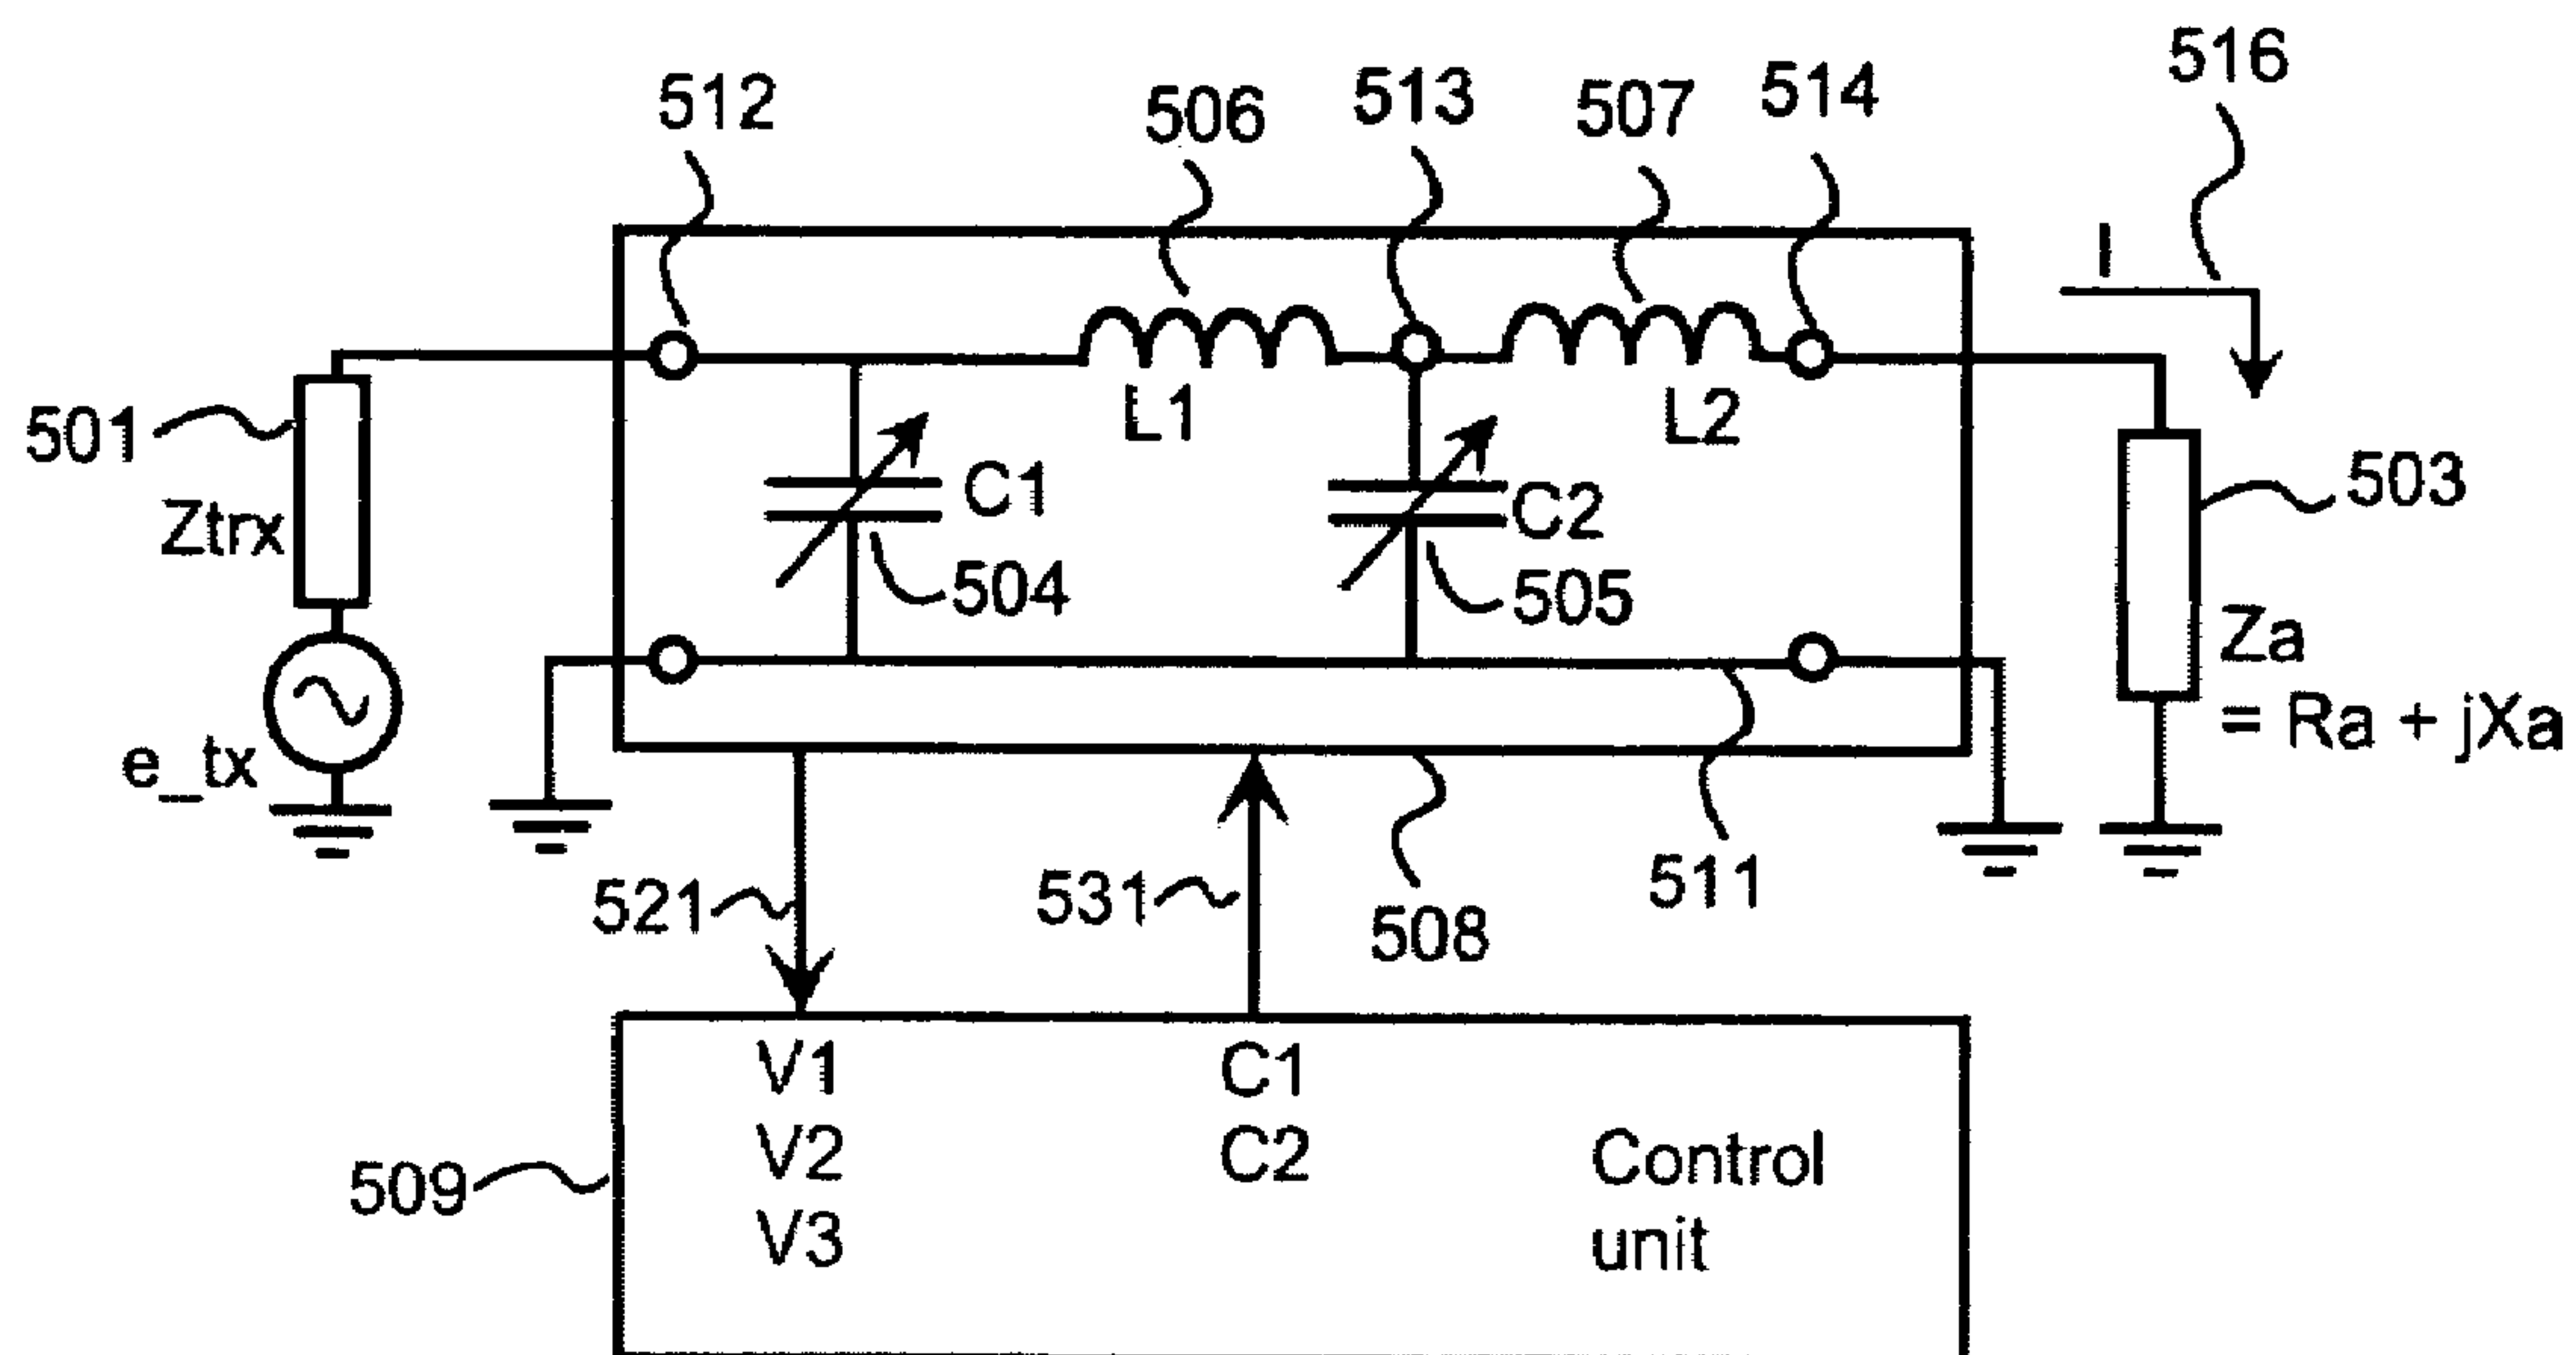 516
512
506
513
507
514
I
501
L1
L2
Ztrx
C1
C2
503
504
505
Za
= Ra + jXa
e_tx
521
531
508
511
V1
V2
V3
C1
C2
Control
unit
509